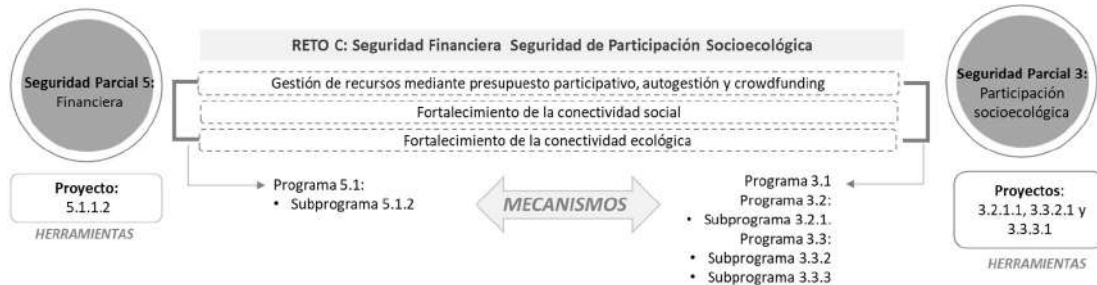 RETO C: Seguridad Financiera Seguridad de Participación Socioecológica
Seguridad Parcial 5:
Financiera
Gestión de recursos mediante presupuesto participativo, autogestión y crowdfunding
Fortalecimiento de la conectividad social
Fortalecimiento de la conectividad ecológica
Seguridad Parcial 3:
Participación
socioecológica
Proyecto:
5.1.1.2
HERRAMIENTAS
Programa 5.1:
• Subprograma 5.1.2
MECANISMOS
Programa 3.1
Programa 3.2:
• Subprograma 3.2.1.
Programa 3.3:
• Subprograma 3.3.2
• Subprograma 3.3.3
Proyectos:
3.2.1.1, 3.3.2.1 y
3.3.3.1
HERRAMIENTAS